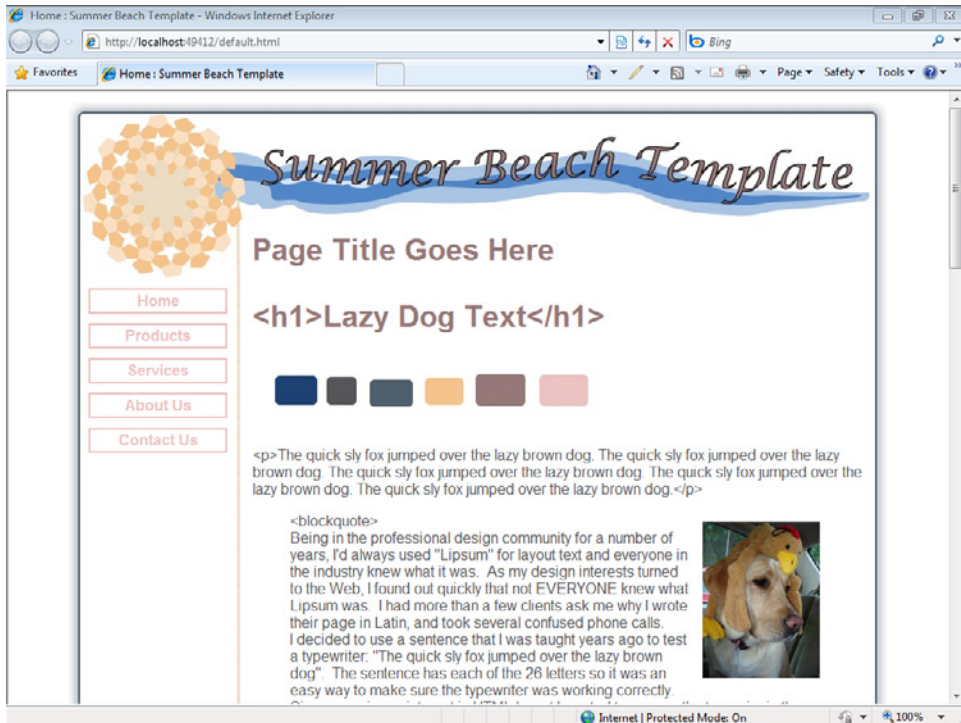 Home : Summer Beach Template - Windows Internet Explorer
http://localhost:49412/default.html
Bing
Favorites
Home : Summer Beach Template
Page
Safety
Tools
Summer Beach Template
Page Title Goes Here
<h1>Lazy Dog Text</h1>
Home
Products
Services
About Us
Contact Us
<p>The quick sly fox jumped over the lazy brown dog. The quick sly fox jumped over the lazy
brown dog. The quick sly fox jumped over the lazy brown dog. The quick sly fox jumped over the
lazy brown dog. The quick sly fox jumped over the lazy brown dog.</p>
<blockquote>
Being in the professional design community for a number of
years, I'd always used "Lipsum" for layout text and everyone in
the industry knew what it was.  As my design interests turned
to the Web, I found out quickly that not EVERYONE knew what
Lipsum was.  I had more than a few clients ask me why I wrote
their page in Latin, and took several confused phone calls.
I decided to use a sentence that I was taught years ago to test
a typewriter: "The quick sly fox jumped over the lazy brown
dog".  The sentence has each of the 26 letters so it was an
easy way to make sure the typewriter was working correctly.
Internet | Protected Mode: On
100%